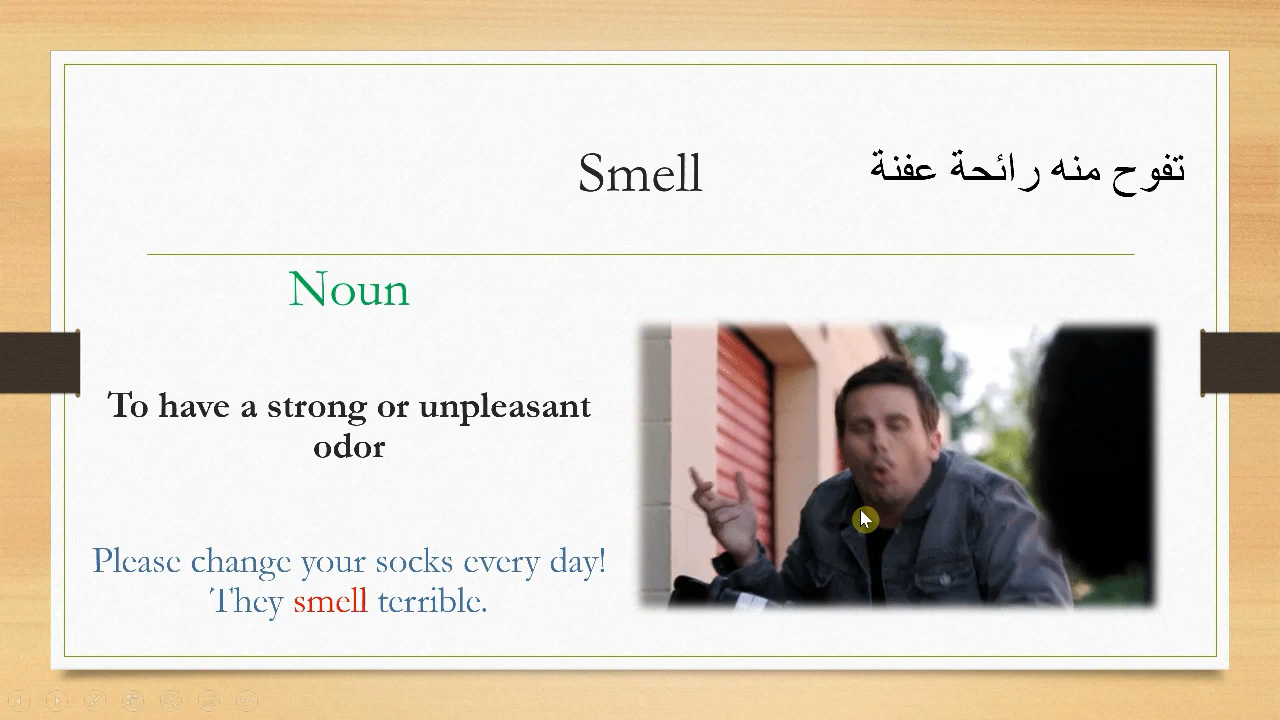 Smell
تفوح منه رائحة عفنة
Noun
To have a strong or unpleasant
odor
Please change your socks every day!
They smell terrible.